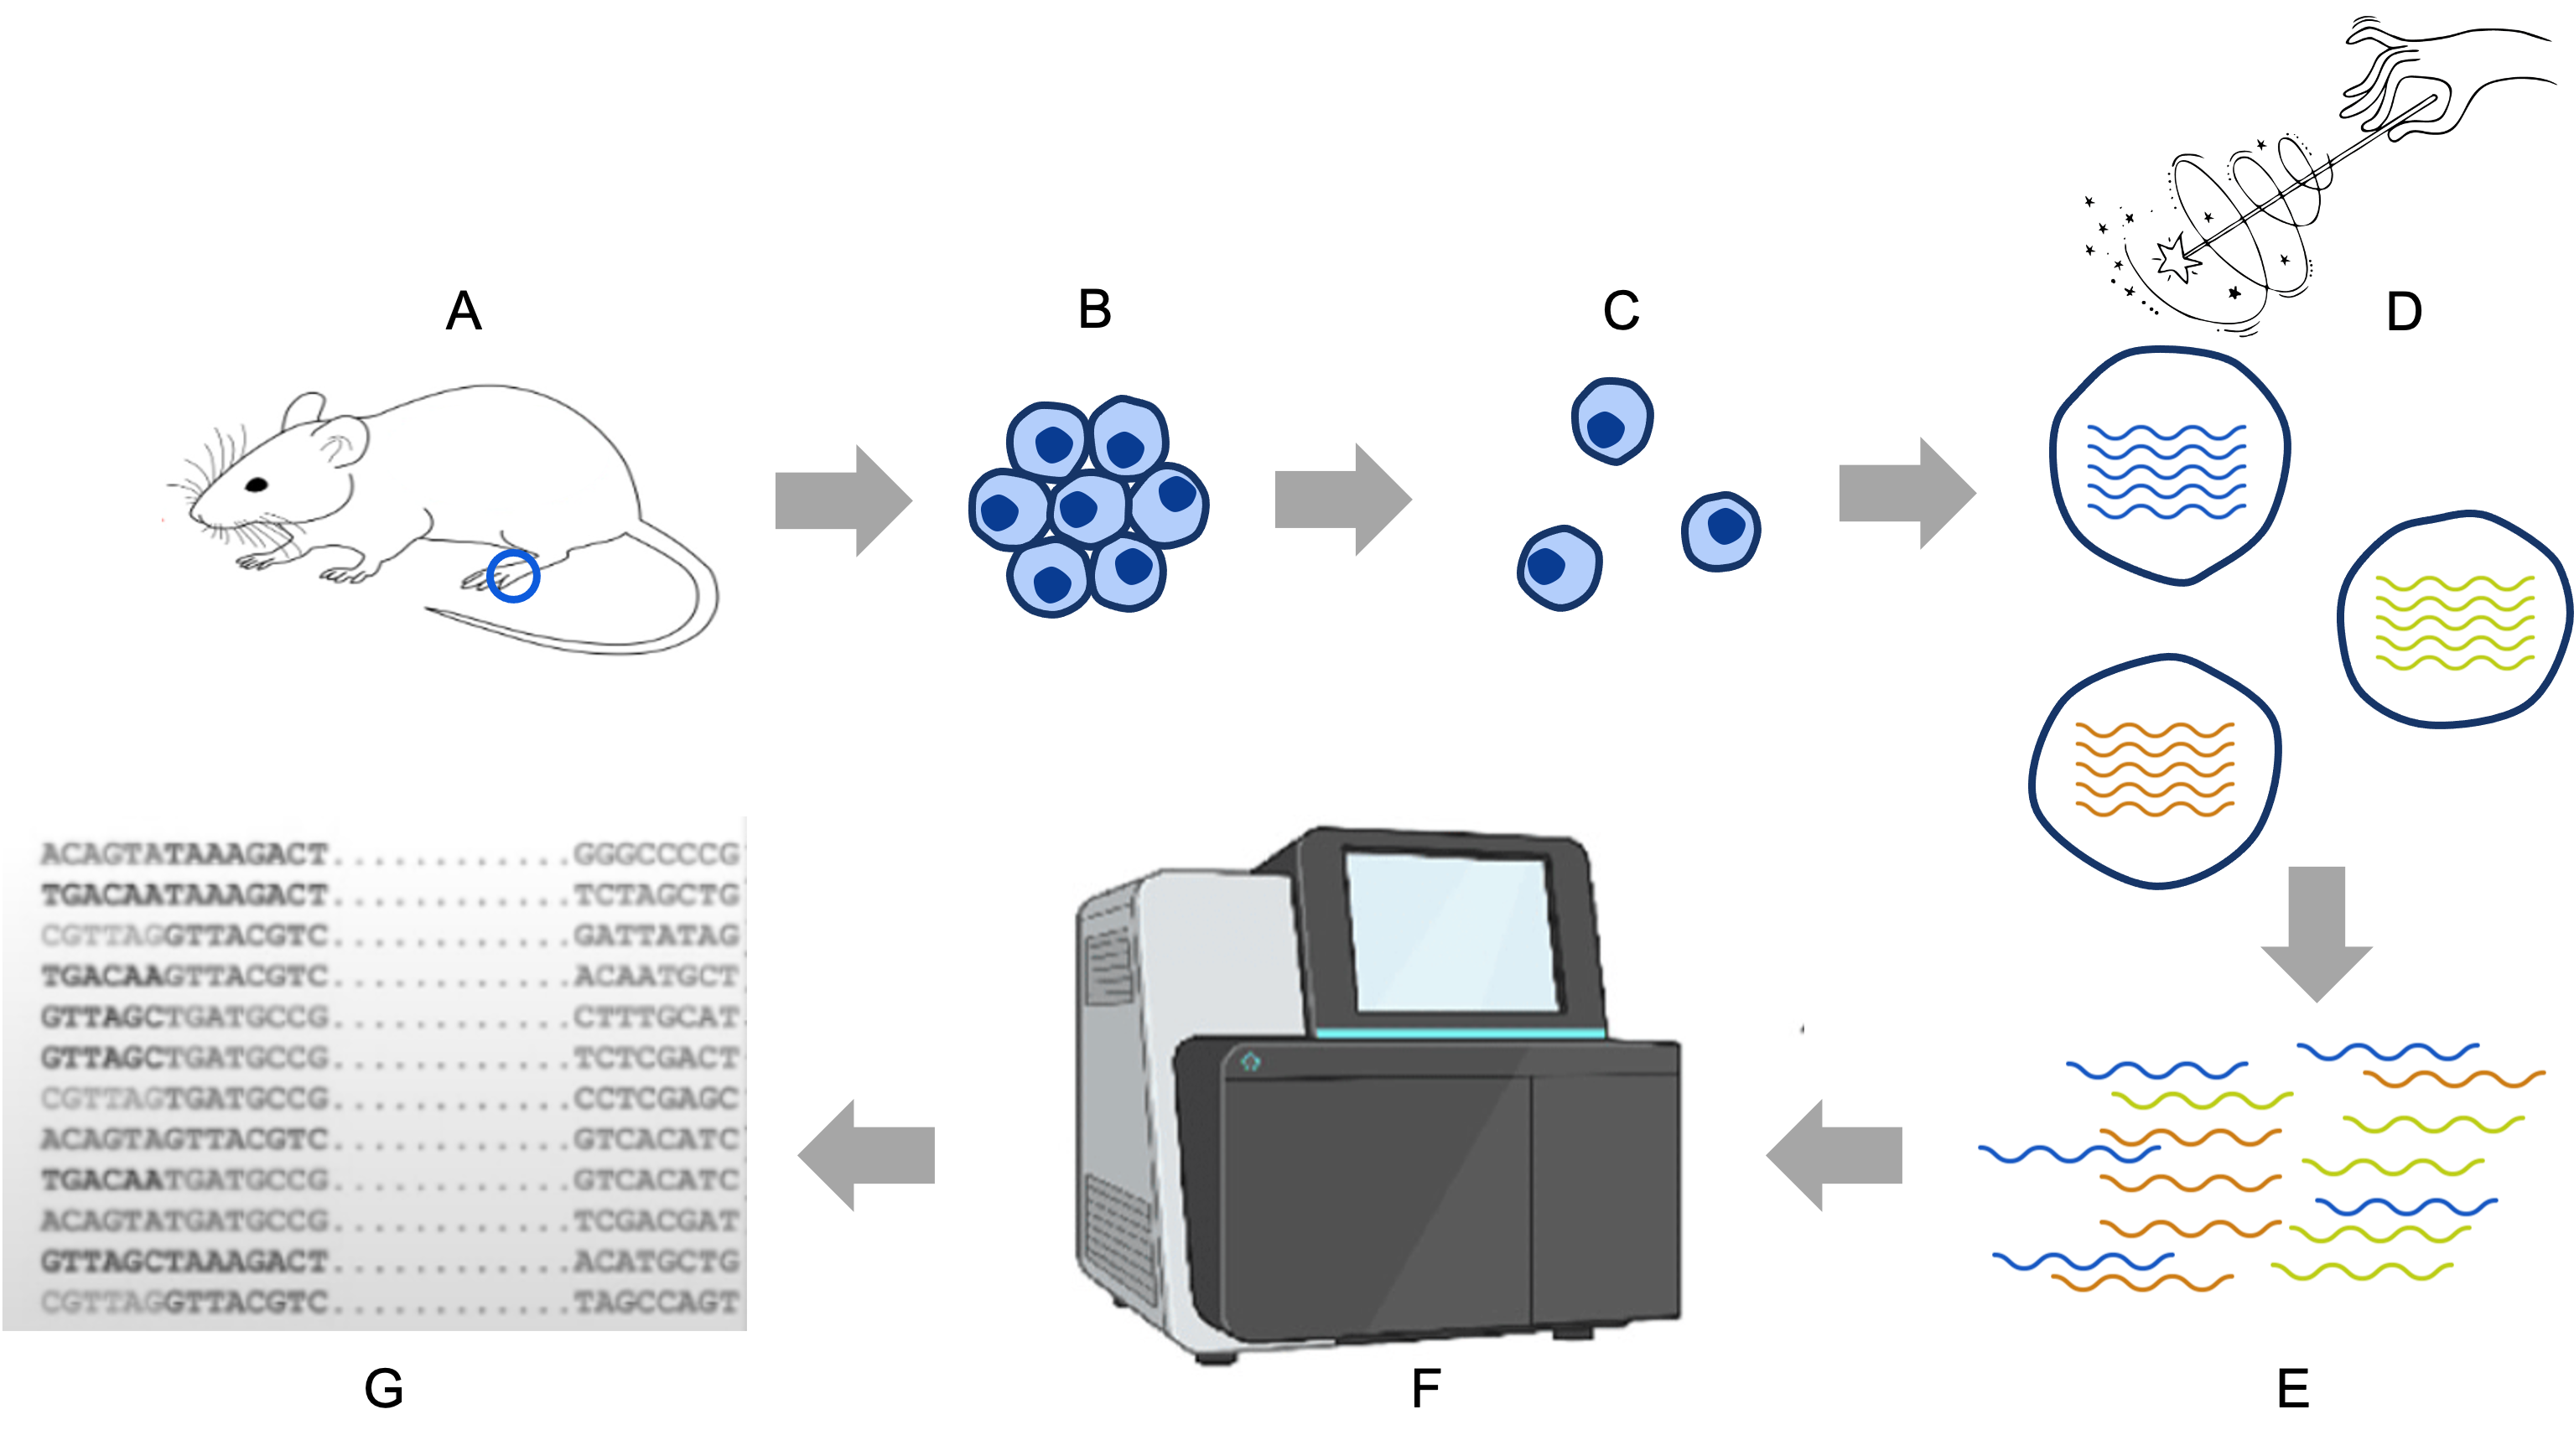 A
B
C
D
ACAGTATAAAGACT............GGGCCCCG
TGACAATAAAGACT............TCTAGCTG
CGTTAGGTTACGTC............GATTATAG
TGACAAGTTACGTC............ACAATGCT
GTTAGCTGATGCCG............CTTTGCAT
GTTAGCTGATGCCG............TCTCGACT
CGTTAGTGATGCCG............CCTCGAGC
ACAGTAGTTACGTC............GTCACATC
TGACAATGATGCCG............GTCACATC
ACAGTATGATGCCG............TCGACGAT
GTTAGCTAAAGACT............ACATGCTG
CGTTAGGTTACGTC............TAGCCAGT
G
F
E